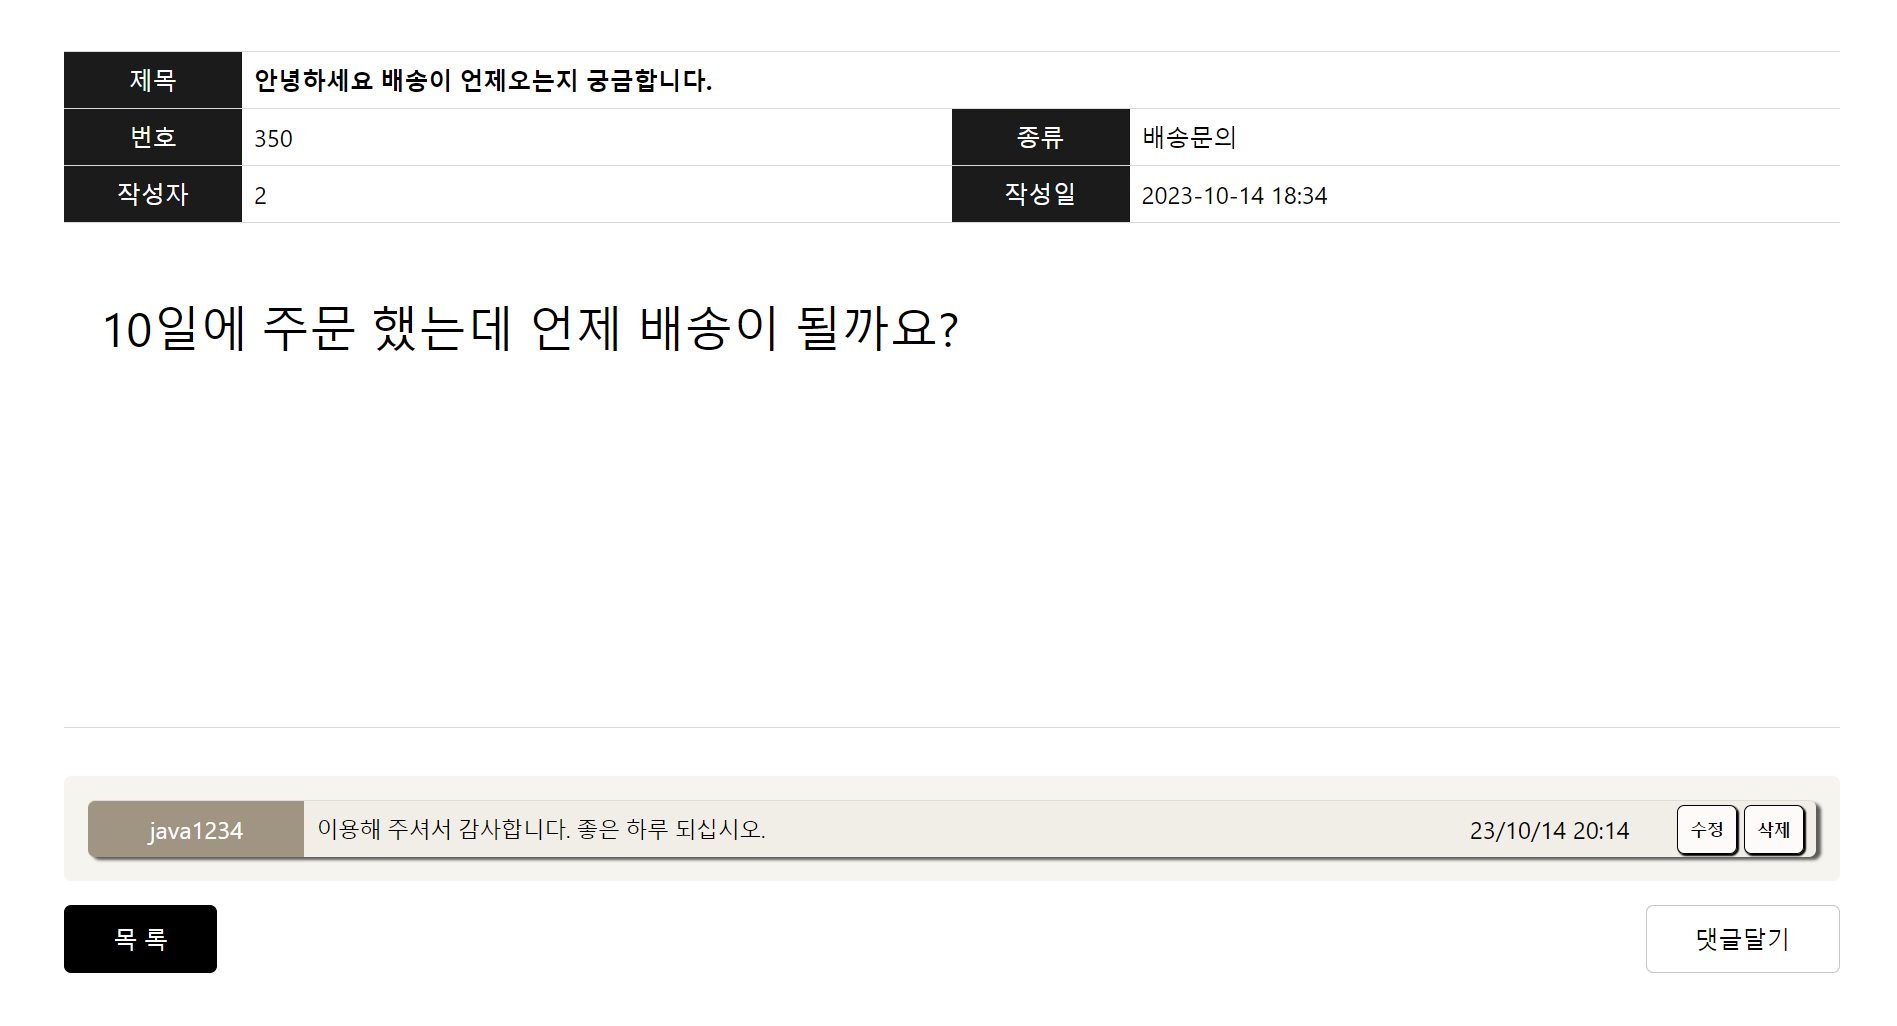 제목 안녕하세요 배송이 언제오는지 궁금합니다.
번호 350 종류 배송문의
작성자 2 작성일 2023-10-14 18:34
10일에 주문 했는데 언제 배송이 될까요?
java1234 이용해 주셔서 감사합니다. 좋은 하루 되십시오. 23/10/14 20:14 수정 삭제
목 록 댓글달기